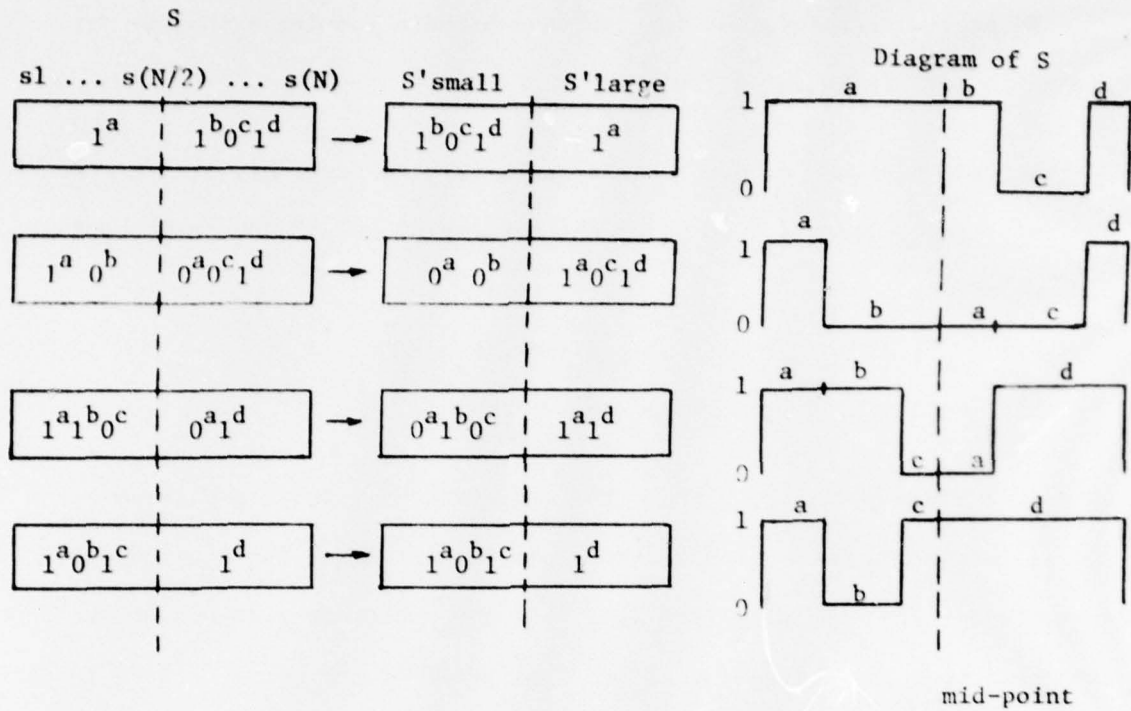 S
Diagram of S
sl ... s(N/2) ... s(N) S'small S'large
1 a b d
1^a 1^b0^c1^d 1^b0^c1^d 1^a
0 c
1 a d
1^a 0^b 0^a0^c1^d 0^a 0^b 1^a0^c1^d
0 b a c
1 a b d
1^a1^b0^c 0^a1^d 0^a1^b0^c 1^a1^d
0 c a
1 a c d
1^a0^b1^c 1^d 1^a0^b1^c 1^d
0 b
mid-point